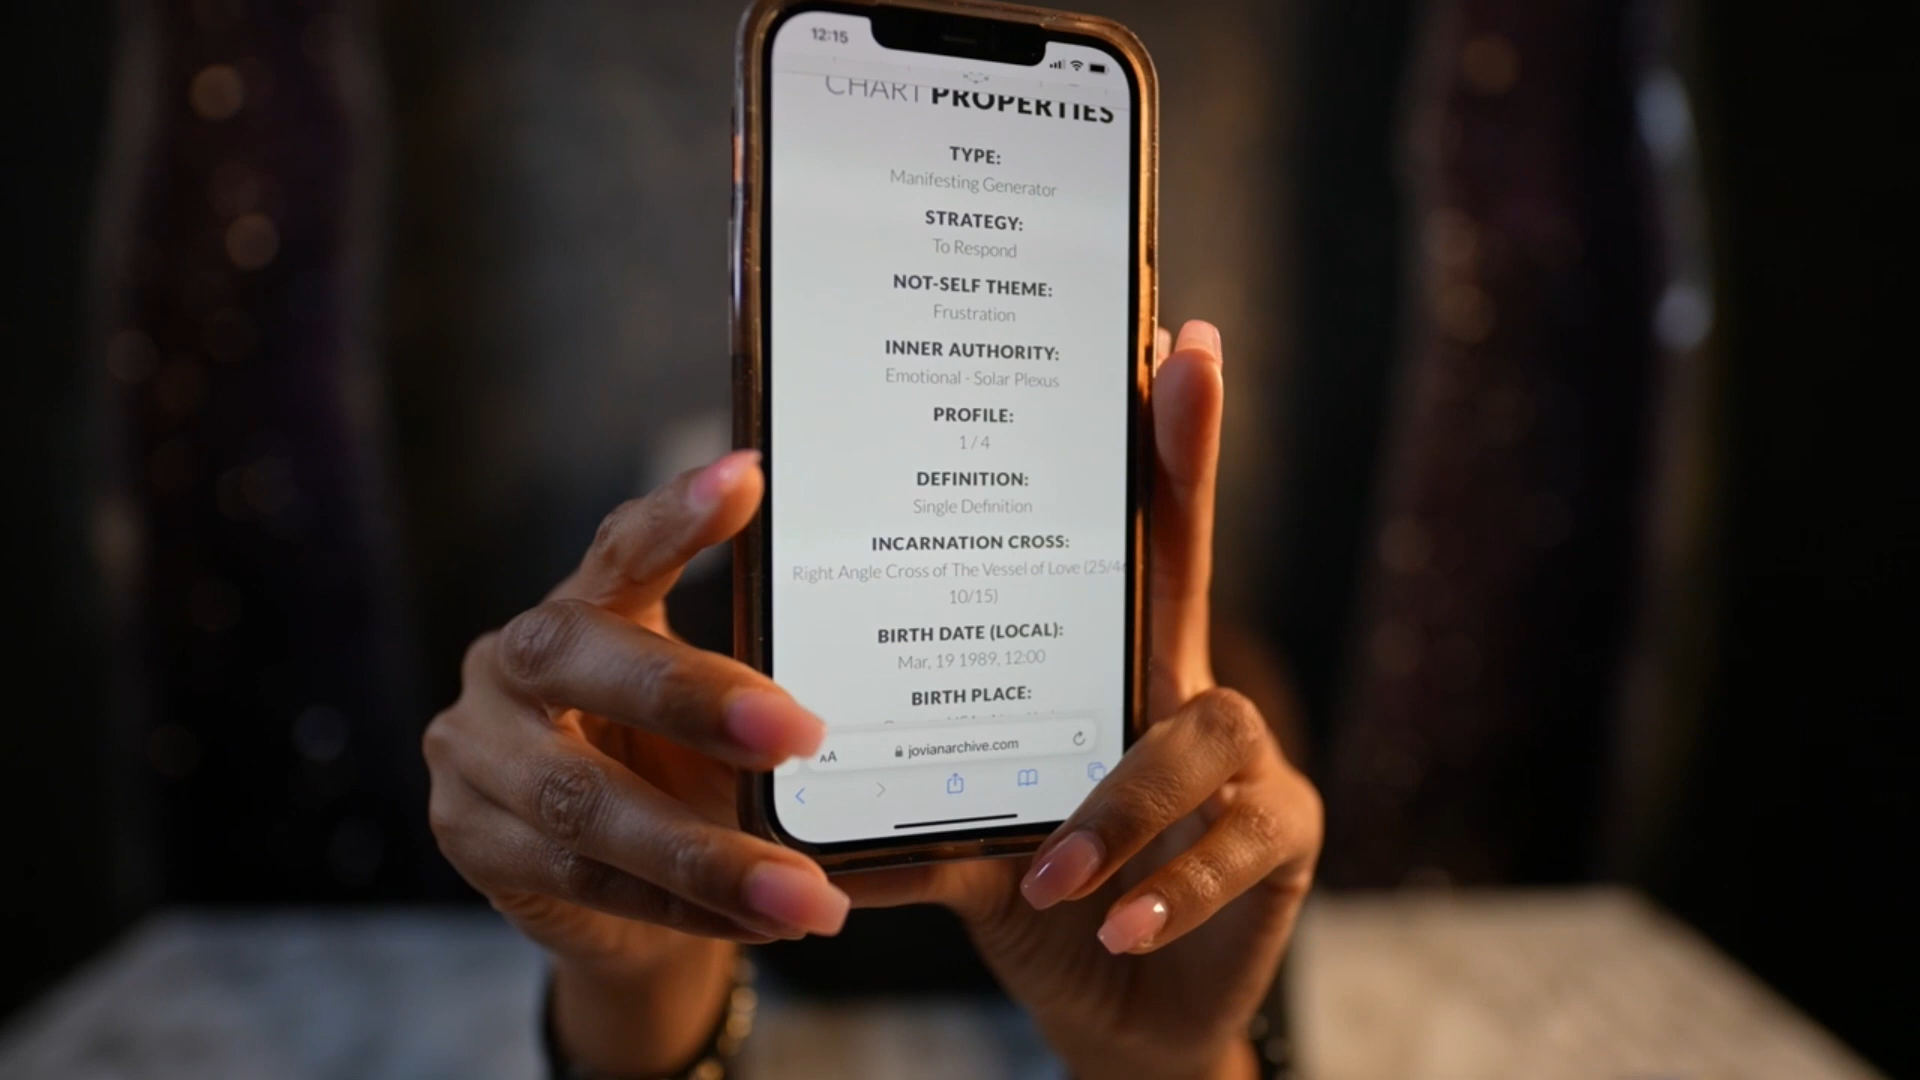 12:15
CHART PROPERTIES
TYPE:
Manifesting Generator
STRATEGY:
To Respond
NOT-SELF THEME:
Frustration
INNER AUTHORITY:
Emotional - Solar Plexus
PROFILE:
1 / 4
DEFINITION:
Single Definition
INCARNATION CROSS:
Right Angle Cross of The Vessel of Love (25/4
10/15)
BIRTH DATE (LOCAL):
Mar, 19 1989, 12:00
BIRTH PLACE:
AA jovianarchive.com